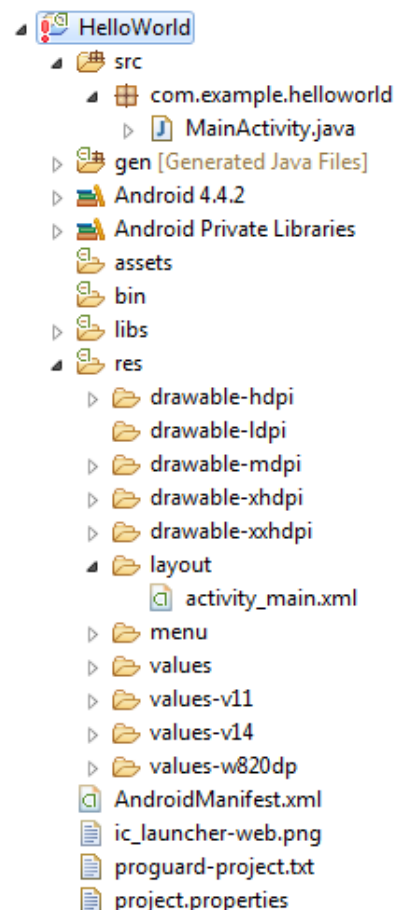 HelloWorld
src
com.example.helloworld
J MainActivity.java
gen [Generated Java Files]
Android 4.4.2
Android Private Libraries
assets
bin
libs
res
drawable-hdpi
drawable-ldpi
drawable-mdpi
drawable-xhdpi
drawable-xxhdpi
layout
activity_main.xml
menu
values
values-v11
values-v14
values-w820dp
AndroidManifest.xml
ic_launcher-web.png
proguard-project.txt
project.properties